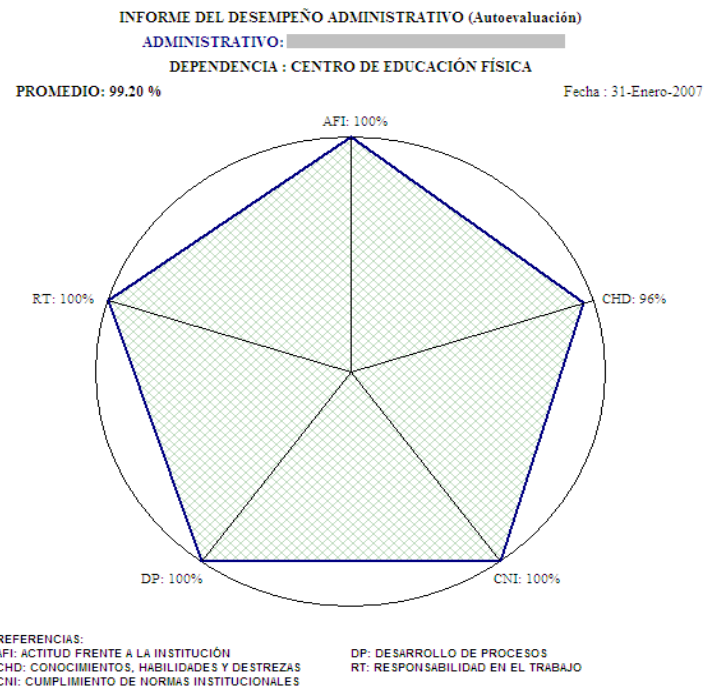 INFORME DEL DESEMPEÑO ADMINISTRATIVO (Autoevaluación)
ADMINISTRATIVO:
DEPENDENCIA : CENTRO DE EDUCACIÓN FÍSICA
PROMEDIO: 99.20 % Fecha : 31-Enero-2007
AFI: 100%
RT: 100% CHD: 96%
DP: 100% CNI: 100%
REFERENCIAS:
AFI: ACTITUD FRENTE A LA INSTITUCIÓN DP: DESARROLLO DE PROCESOS
CHD: CONOCIMIENTOS, HABILIDADES Y DESTREZAS RT: RESPONSABILIDAD EN EL TRABAJO
CNI: CUMPLIMIENTO DE NORMAS INSTITUCIONALES